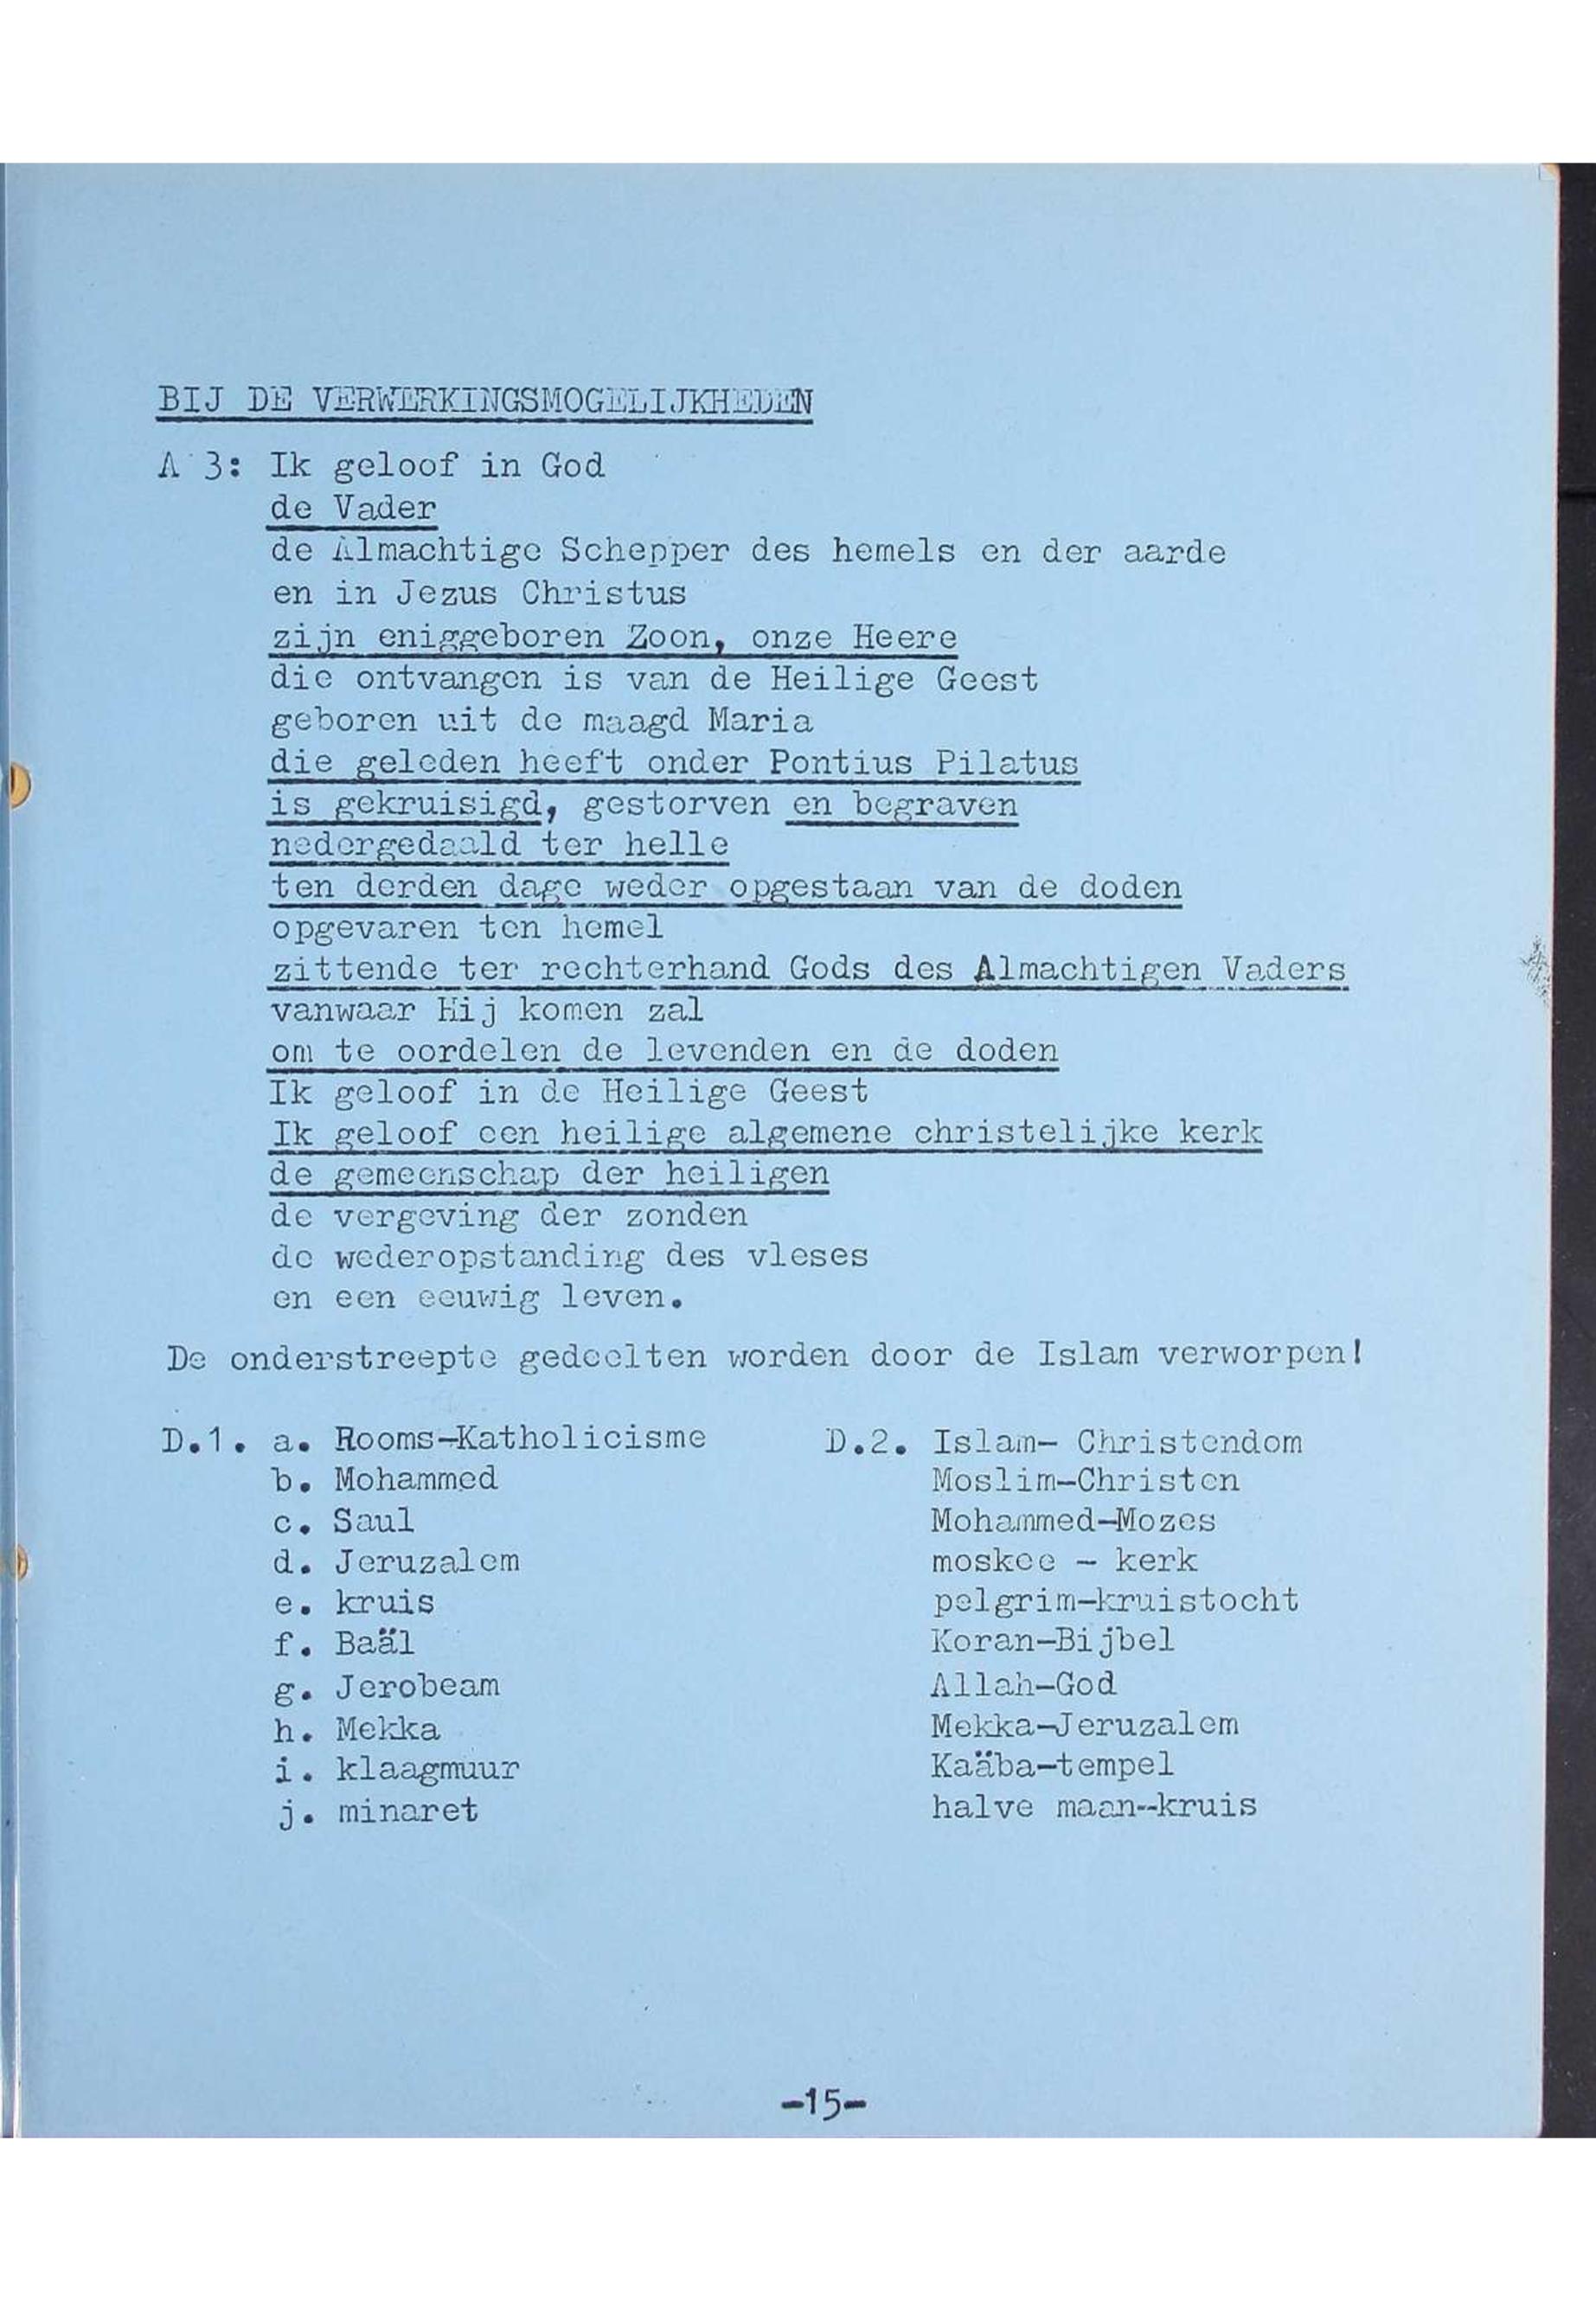 BIJ DE VERWERKINGSMOGELIJKHEDEN
A 3: Ik geloof in God
de Vader
de Almachtige Schepper des hemels en der aarde
en in Jezus Christus
zijn eniggeboren Zoon, onze Heere
die ontvangen is van de Heilige Geest
geboren uit de maagd Maria
die geleden heeft onder Pontius Pilatus
is gekruisigd, gestorven en begraven
nedergedaald ter helle
ten derden dage weder opgestaan van de doden
opgevaren ten hemel
zittende ter rechterhand Gods des Almachtigen Vaders
vanwaar Hij komen zal
om te oordelen de levenden en de doden
Ik geloof in de Heilige Geest
Ik geloof een heilige algemene christelijke kerk
de gemeenschap der heiligen
de vergeving der zonden
de wederopstanding des vleses
en een eeuwig leven.
De onderstreepte gedeelten worden door de Islam verworpen!
D.1. a. Rooms-Katholicisme
b. Mohammed
c. Saul
d. Jeruzalem
e. kruis
f. Baäl
g. Jerobeam
h. Mekka
i. klaagmuur
j. minaret
D.2. Islam- Christendom
Moslim-Christen
Mohammed-Mozes
moskee - kerk
pelgrim-kruistocht
Koran-Bijbel
Allah-God
Mekka-Jeruzalem
Kaäba-tempel
halve maan--kruis
-15-